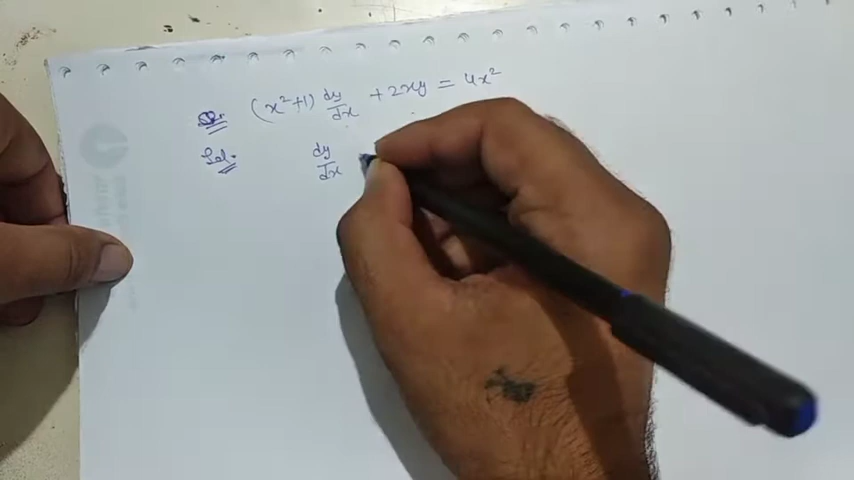 Q. (x²+1) dy/dx + 2xy = 4x²
Sol. dy/dx